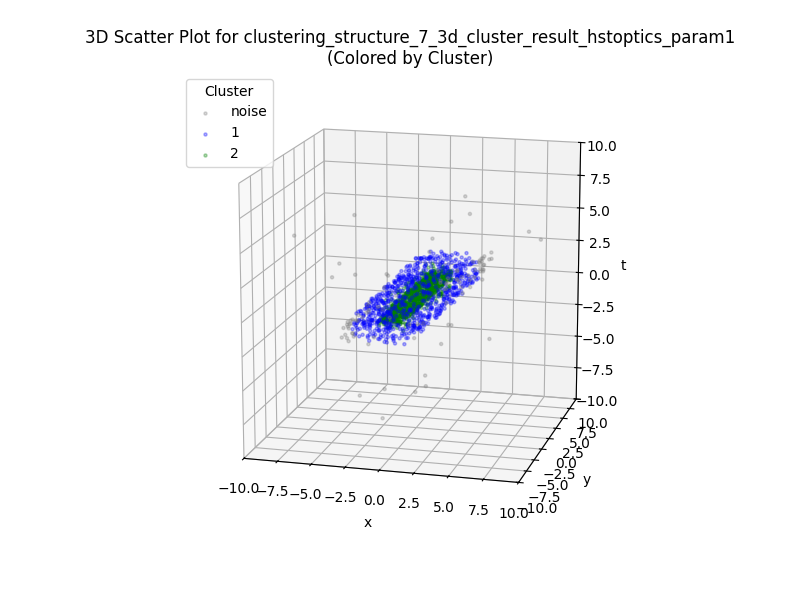 3D Scatter Plot for clustering_structure_7_3d_cluster_result_hstoptics_param1
(Colored by Cluster)
Cluster
noise
1
2
10.0
7.5
5.0
2.5
0.0
−2.5
−5.0
−7.5
−10.0
t
10.0
7.5
5.0
2.5
0.0
−2.5
−5.0
−7.5
−10.0
y
−10.0 −7.5 −5.0 −2.5 0.0 2.5 5.0 7.5 10.0
x